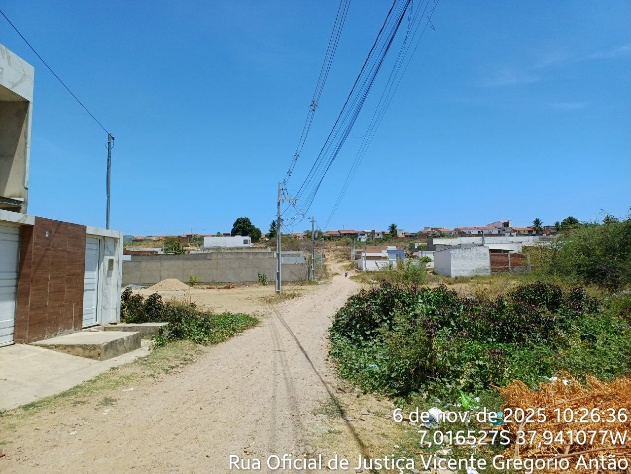 6 de nov. de 2025 10:26:36
7,016527S 37,941077W
Rua Oficial de Justiça Vicente Gregorio Antão